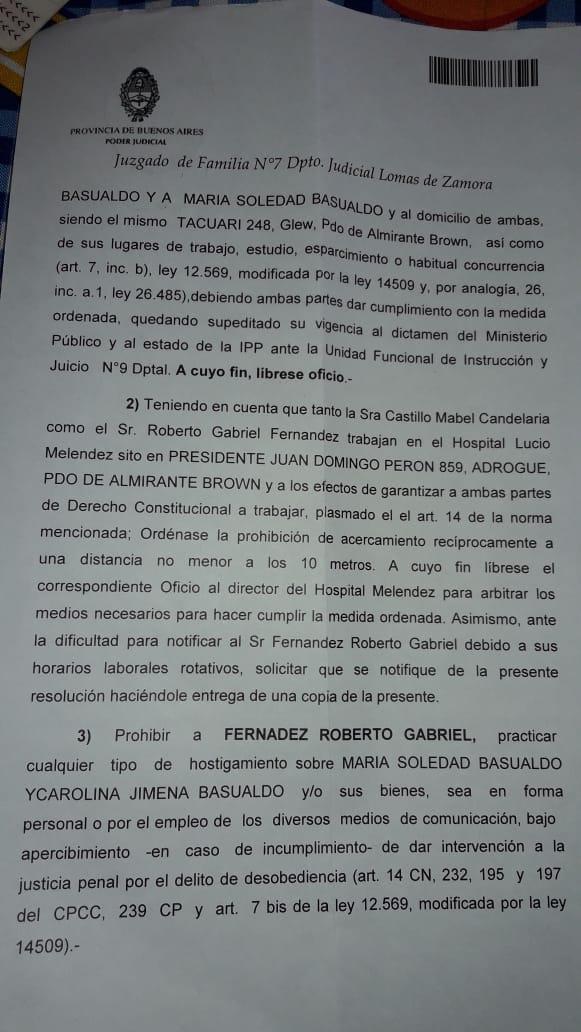 PROVINCIA DE BUENOS AIRES
PODER JUDICIAL
Juzgado de Familia N°7 Dpto. Judicial Lomas de Zamora
BASUALDO Y A MARIA SOLEDAD BASUALDO y al domicilio de ambas,
siendo el mismo TACUARI 248, Glew, Pdo de Almirante Brown, así como
de sus lugares de trabajo, estudio, esparcimiento o habitual concurrencia
(art. 7, inc. b), ley 12.569, modificada por la ley 14509 y, por analogía, 26,
inc. a.1, ley 26.485),debiendo ambas partes dar cumplimiento con la medida
ordenada, quedando supeditado su vigencia al dictamen del Ministerio
Público y al estado de la IPP ante la Unidad Funcional de Instrucción y
Juicio N°9 Dptal. A cuyo fin, líbrese oficio.-
2) Teniendo en cuenta que tanto la Sra Castillo Mabel Candelaria
como el Sr. Roberto Gabriel Fernandez trabajan en el Hospital Lucio
Melendez sito en PRESIDENTE JUAN DOMINGO PERON 859, ADROGUE,
PDO DE ALMIRANTE BROWN y a los efectos de garantizar a ambas partes
de Derecho Constitucional a trabajar, plasmado el el art. 14 de la norma
mencionada; Ordénase la prohibición de acercamiento recíprocamente a
una distancia no menor a los 10 metros. A cuyo fin líbrese el
correspondiente Oficio al director del Hospital Melendez para arbitrar los
medios necesarios para hacer cumplir la medida ordenada. Asimismo, ante
la dificultad para notificar al Sr Fernandez Roberto Gabriel debido a sus
horarios laborales rotativos, solicitar que se notifique de la presente
resolución haciéndole entrega de una copia de la presente.
3) Prohibir a FERNADEZ ROBERTO GABRIEL, practicar
cualquier tipo de hostigamiento sobre MARIA SOLEDAD BASUALDO
YCAROLINA JIMENA BASUALDO y/o sus bienes, sea en forma
personal o por el empleo de los diversos medios de comunicación, bajo
apercibimiento -en caso de incumplimiento- de dar intervención a la
justicia penal por el delito de desobediencia (art. 14 CN, 232, 195 y 197
del CPCC, 239 CP y art. 7 bis de la ley 12.569, modificada por la ley
14509).-